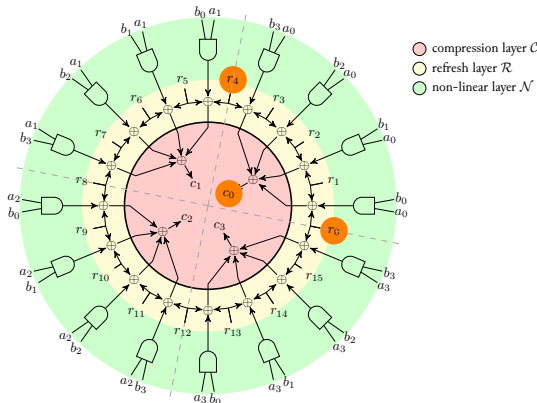 b₀ a₁
a₁
b₁
b₃
a₀
compression layer 𝒞
refresh layer ℛ
non-linear layer 𝒩
a₁
b₂
b₂
a₀
r₅
r₄
r₆
r₃
a₁
b₃
b₁
a₀
r₇
r₂
r₈
r₁
c₁
c₀
a₂
b₀
b₀
a₀
c₂
c₃
r₉
r₀
a₂
b₁
b₃
a₃
r₁₀
r₁₅
r₁₁
r₁₄
r₁₂
r₁₃
a₂
b₂
b₂
a₃
a₂
b₃
b₁
a₃
a₃ b₀